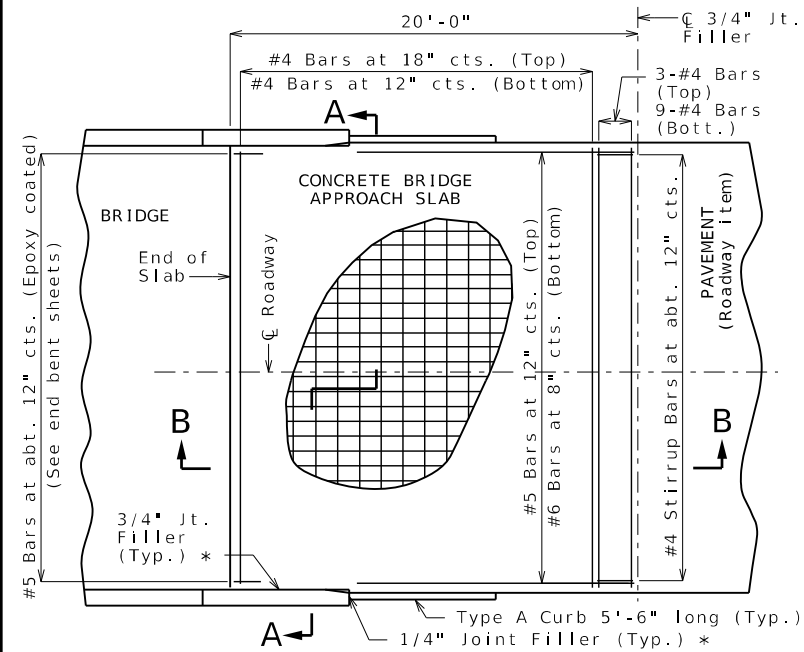 20'-0"
℄ 3/4" Jt.
Filler
#4 Bars at 18" cts. (Top)
#4 Bars at 12" cts. (Bottom)
3-#4 Bars
(Top)
9-#4 Bars
(Bott.)
A
CONCRETE BRIDGE
APPROACH SLAB
BRIDGE
End of
Slab
℄ Roadway
#5 Bars at abt. 12" cts. (Epoxy coated)
(See end bent sheets)
#5 Bars at 12" cts. (Top)
#6 Bars at 8" cts. (Bottom)
#4 Stirrup Bars at abt. 12" cts.
PAVEMENT
(Roadway item)
B
B
3/4" Jt.
Filler
(Typ.) *
A
Type A Curb 5'-6" long (Typ.)
1/4" Joint Filler (Typ.) *